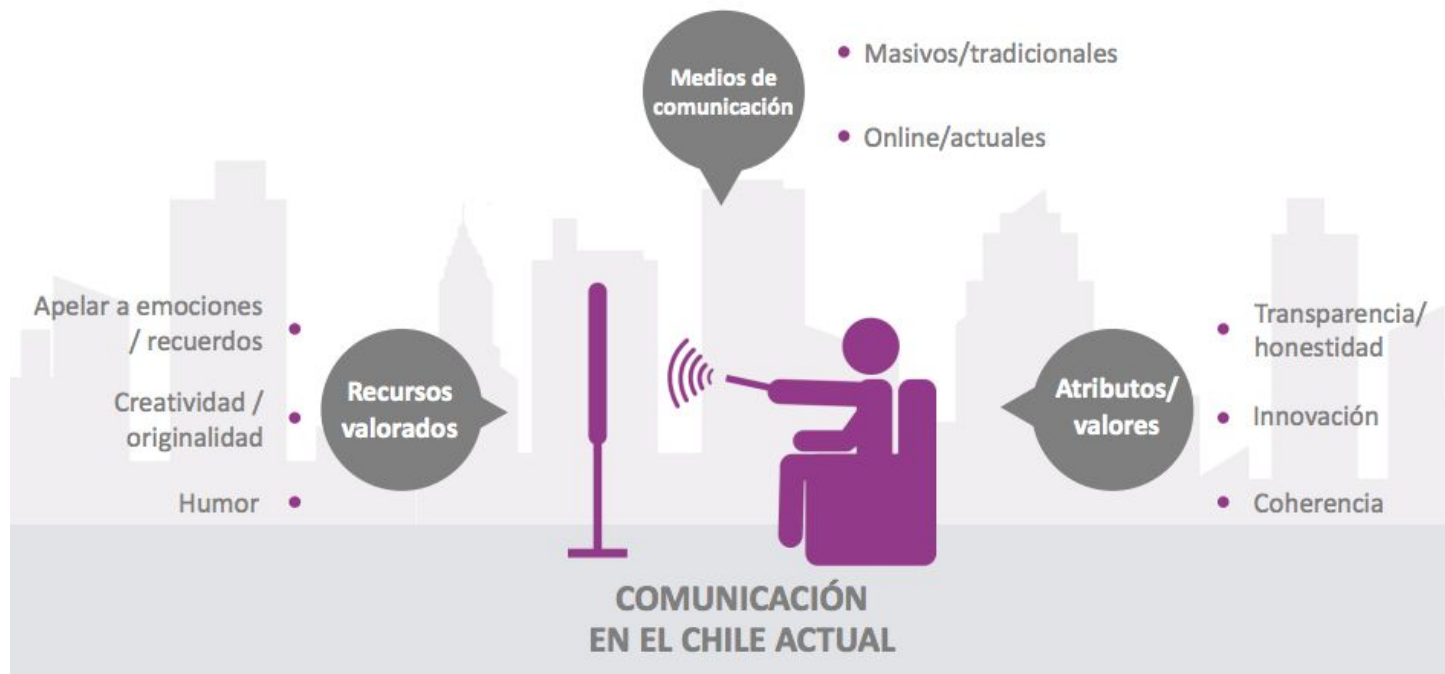 Medios de
comunicación
• Masivos/tradicionales
• Online/actuales
Apelar a emociones
/ recuerdos
Creatividad /
originalidad
Humor
Recursos
valorados
Atributos/
valores
• Transparencia/
honestidad
• Innovación
• Coherencia
COMUNICACIÓN
EN EL CHILE ACTUAL